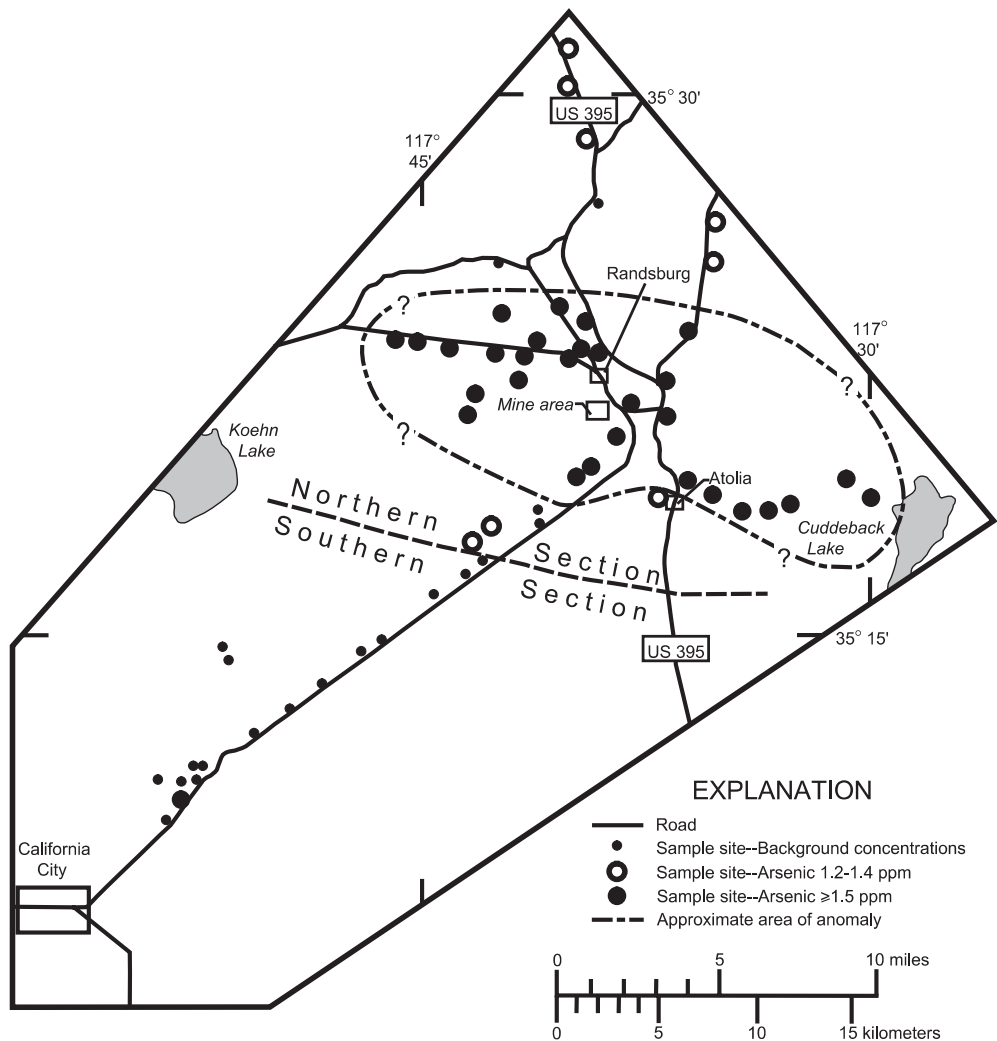 US 395
35° 30'
117°
45'
Randsburg
117°
30'
?
?
Mine area
?
Koehn
Lake
Atolia
Northern Section
Southern Section
Cuddeback
Lake
?
35° 15'
US 395
EXPLANATION
Road
Sample site--Background concentrations
Sample site--Arsenic 1.2-1.4 ppm
Sample site--Arsenic ≥1.5 ppm
Approximate area of anomaly
California
City
0 5 10 miles
0 5 10 15 kilometers